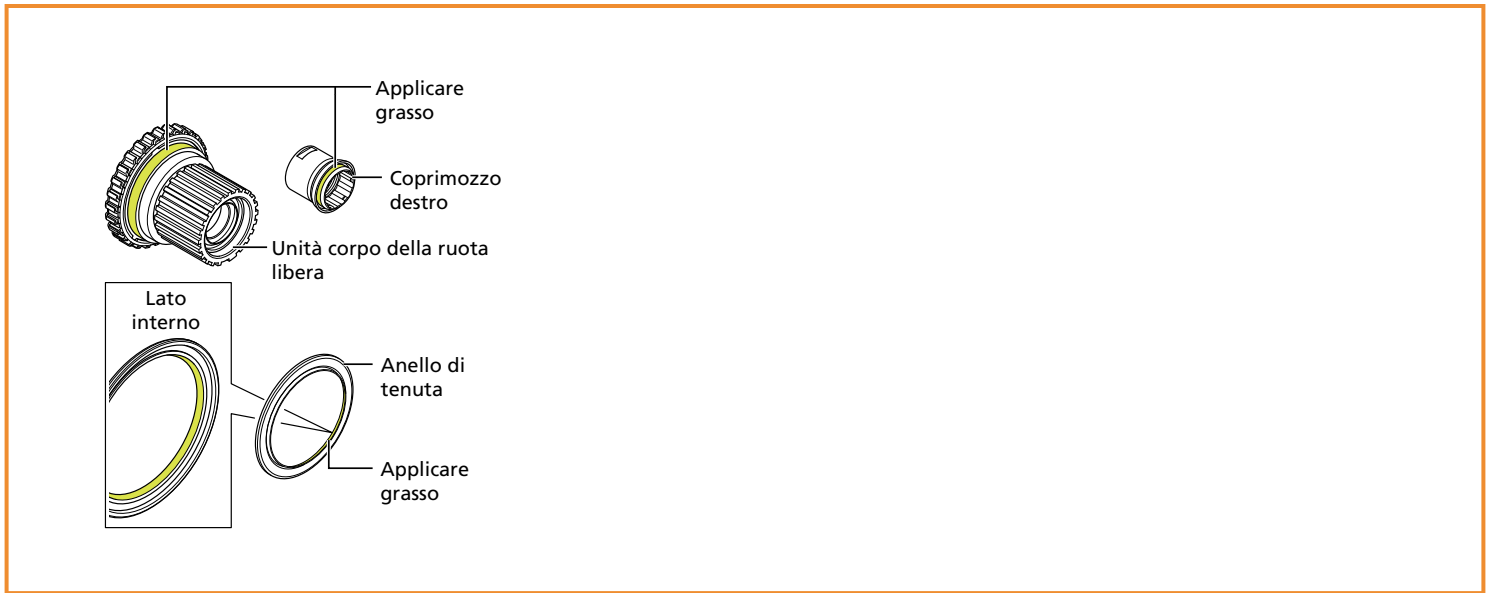 Applicare
grasso
Coprimozzo
destro
Unità corpo della ruota
libera
Lato
interno
Anello di
tenuta
Applicare
grasso